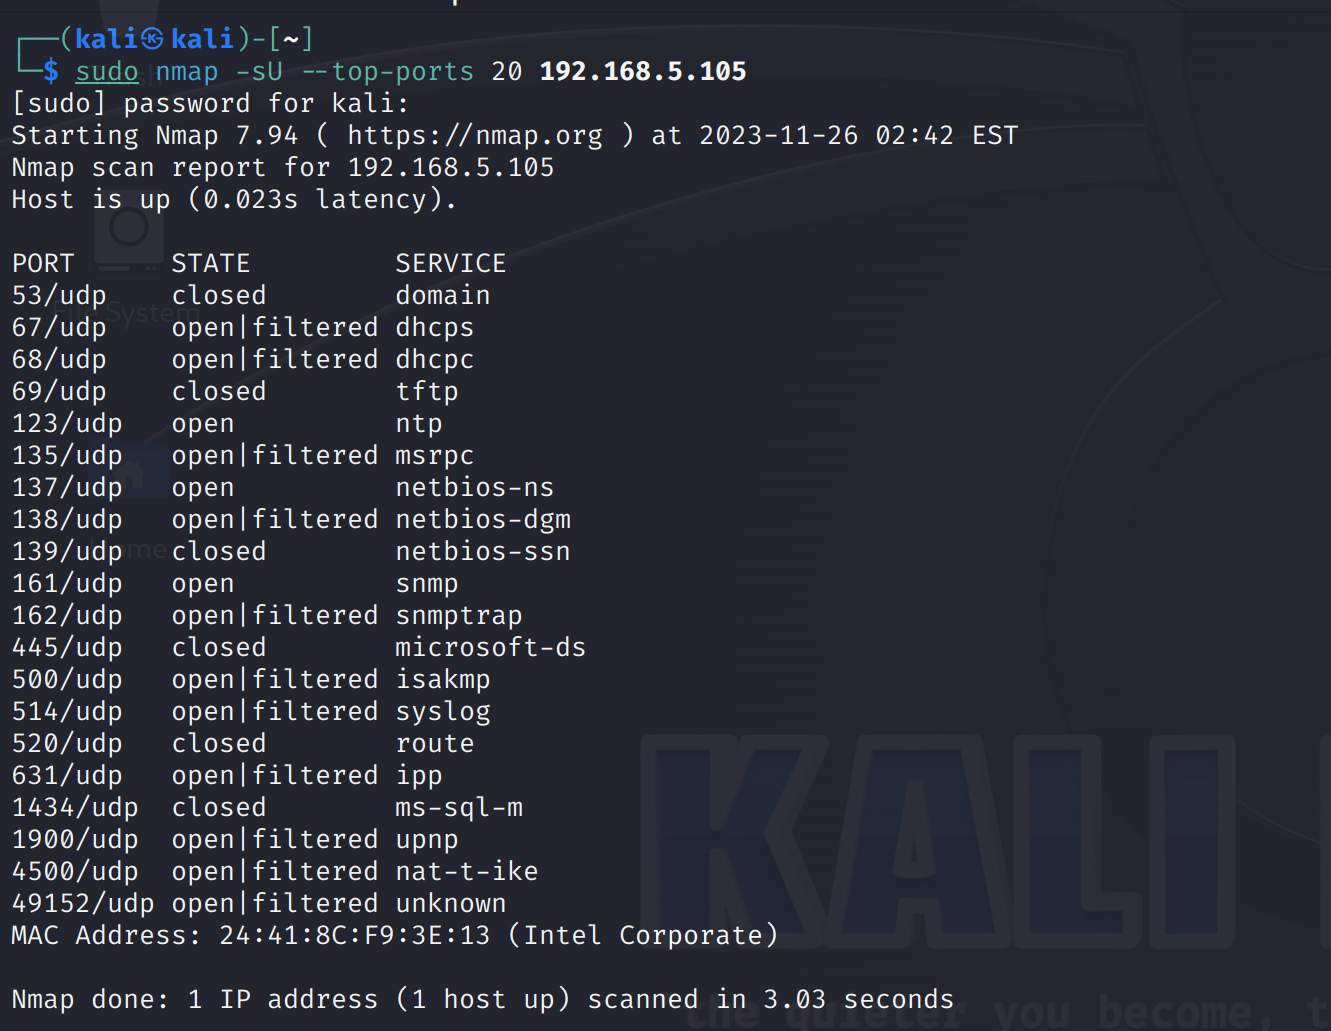 ┌──(kali㉿kali)-[~]
└─$ sudo nmap -sU --top-ports 20 192.168.5.105
[sudo] password for kali:
Starting Nmap 7.94 ( https://nmap.org ) at 2023-11-26 02:42 EST
Nmap scan report for 192.168.5.105
Host is up (0.023s latency).
PORT      STATE         SERVICE
53/udp    closed        domain
67/udp    open|filtered dhcps
68/udp    open|filtered dhcpc
69/udp    closed        tftp
123/udp   open          ntp
135/udp   open|filtered msrpc
137/udp   open          netbios-ns
138/udp   open|filtered netbios-dgm
139/udp   closed        netbios-ssn
161/udp   open          snmp
162/udp   open|filtered snmptrap
445/udp   closed        microsoft-ds
500/udp   open|filtered isakmp
514/udp   open|filtered syslog
520/udp   closed        route
631/udp   open|filtered ipp
1434/udp  closed        ms-sql-m
1900/udp  open|filtered upnp
4500/udp  open|filtered nat-t-ike
49152/udp open|filtered unknown
MAC Address: 24:41:8C:F9:3E:13 (Intel Corporate)
Nmap done: 1 IP address (1 host up) scanned in 3.03 seconds
File System
Home
KALI
the quieter you become, t